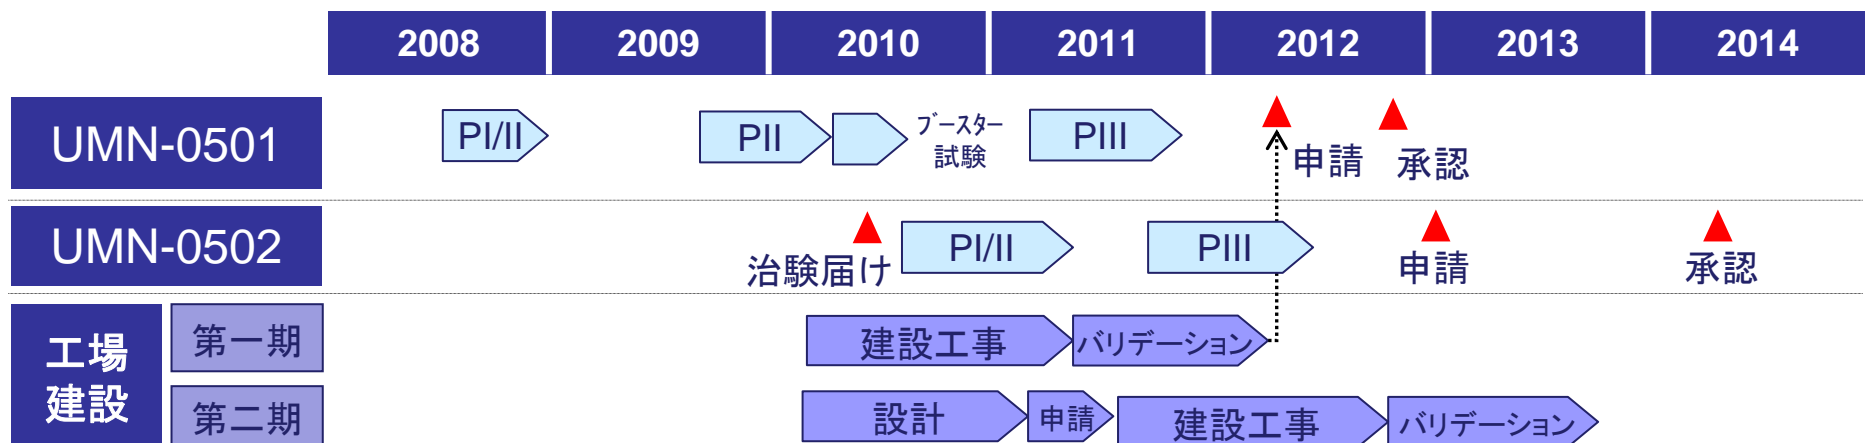 2008 2009 2010 2011 2012 2013 2014
UMN-0501
PI/II
PII
ブースター
試験
PIII
申請
承認
UMN-0502
治験届け
PI/II
PIII
申請
承認
工場
建設
第一期
建設工事
バリデーション
第二期
設計
申請
建設工事
バリデーション